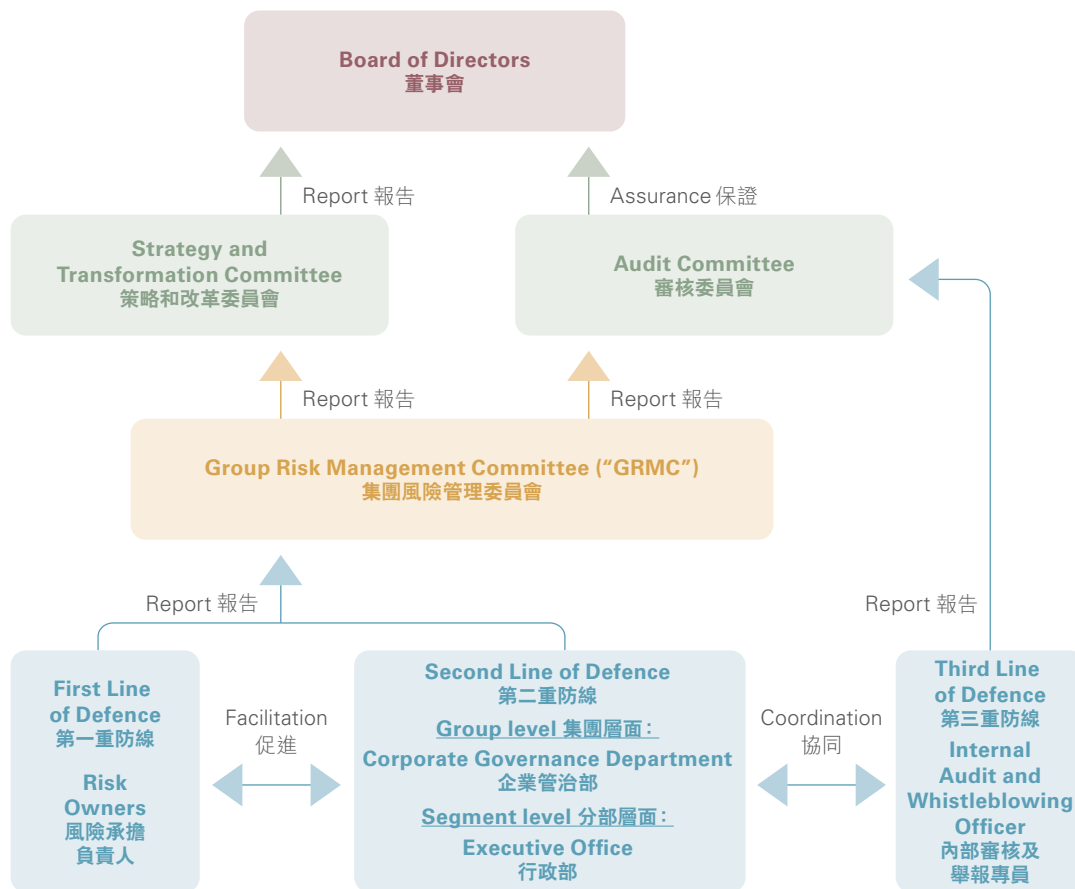 Board of Directors
董事會
Report 報告
Assurance 保證
Strategy and
Transformation Committee
策略和改革委員會
Audit Committee
審核委員會
Report 報告
Report 報告
Group Risk Management Committee (“GRMC”)
集團風險管理委員會
Report 報告
Report 報告
First Line
of Defence
第一重防線
Risk
Owners
風險承擔
負責人
Facilitation
促進
Second Line of Defence
第二重防線
Group level 集團層面：
Corporate Governance Department
企業管治部
Segment level 分部層面：
Executive Office
行政部
Coordination
協同
Third Line
of Defence
第三重防線
Internal
Audit and
Whistleblowing
Officer
內部審核及
舉報專員